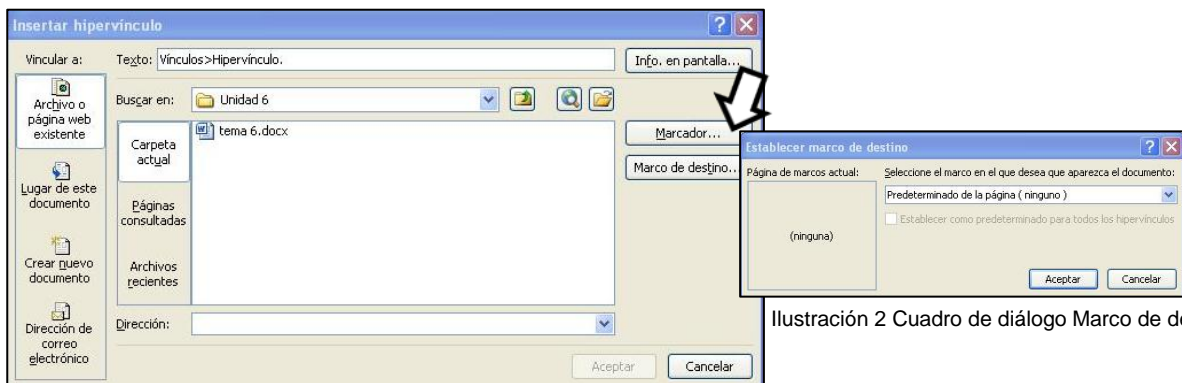 Insertar hipervínculo
Vincular a:
Texto: Vínculos>Hipervínculo.
Info. en pantalla...
Archivo o
página web
existente
Buscar en:
Unidad 6
Lugar de este
documento
Crear nuevo
documento
Dirección de
correo
electrónico
Carpeta
actual
Páginas
consultadas
Archivos
recientes
tema 6.docx
Marcador...
Marco de destino...
Dirección:
Aceptar
Cancelar
Establecer marco de destino
Página de marcos actual:
(ninguna)
Seleccione el marco en el que desea que aparezca el documento:
Predeterminado de la página ( ninguno )
Establecer como predeterminado para todos los hipervínculos
Aceptar
Cancelar
Ilustración 2 Cuadro de diálogo Marco de